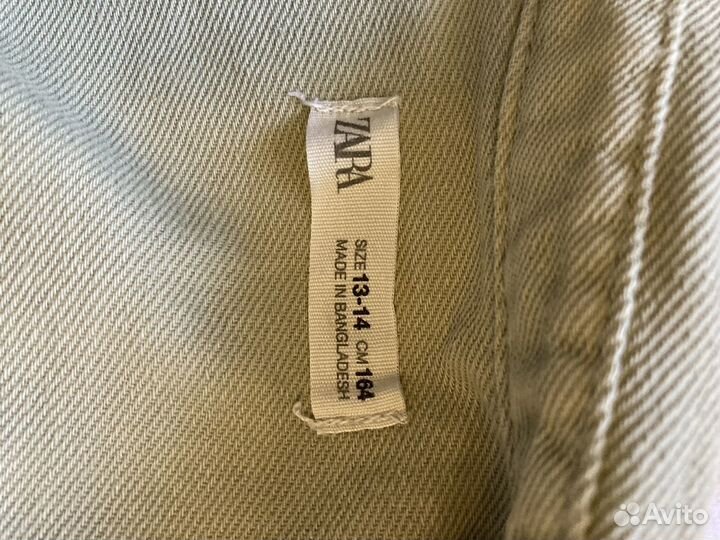 ZARA
SIZE 13-14 CM 164
MADE IN BANGLADESH
Avito